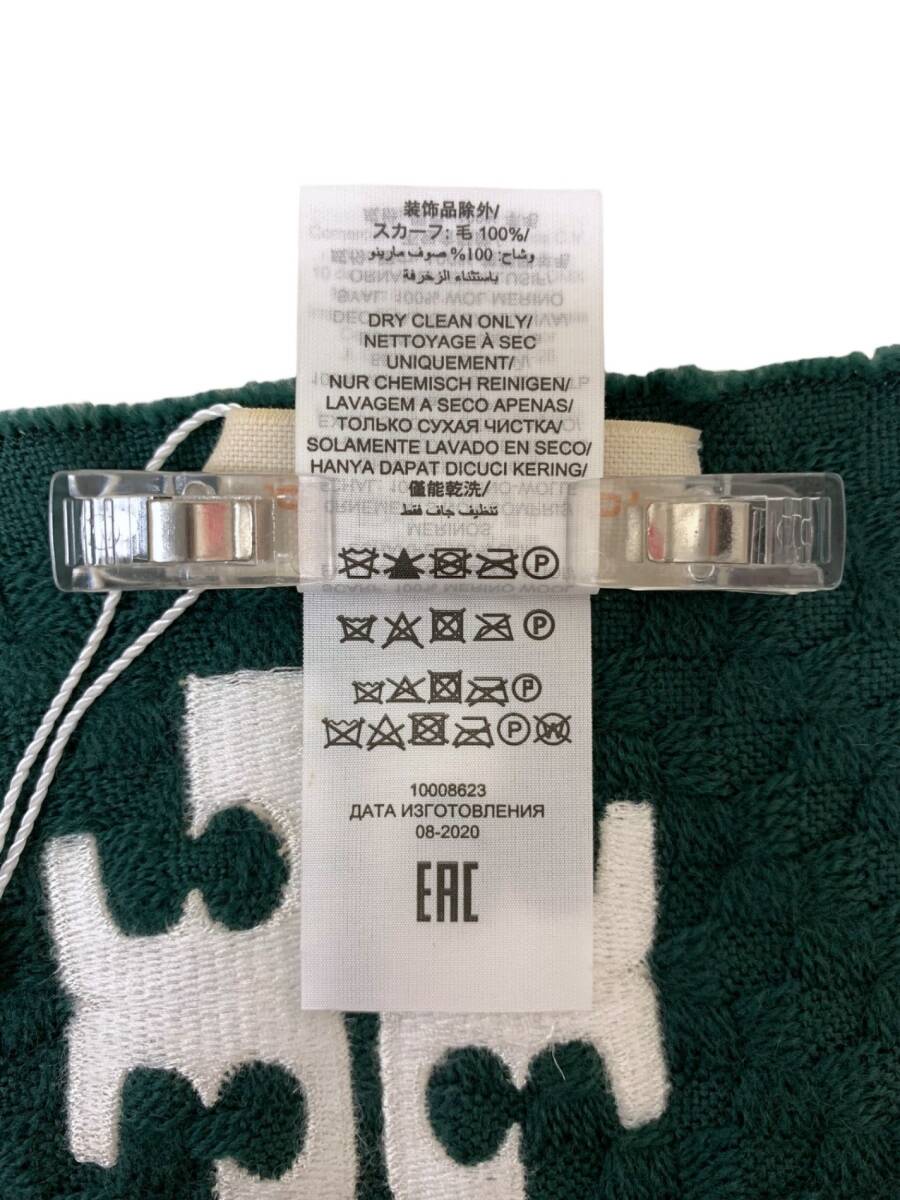 装飾品除外/
スカーフ: 毛 100%/
وشاح: 100% صوف مارينو
باستثناء الزخرفة
DRY CLEAN ONLY/
NETTOYAGE À SEC
UNIQUEMENT/
NUR CHEMISCH REINIGEN/
LAVAGEM A SECO APENAS/
ТОЛЬКО СУХАЯ ЧИСТКА/
SOLAMENTE LAVADO EN SECO/
HANYA DAPAT DICUCI KERING/
僅能乾洗/
تنظيف جاف فقط
P
P
P
P W
10008623
ДАТА ИЗГОТОВЛЕНИЯ
08-2020
EAC